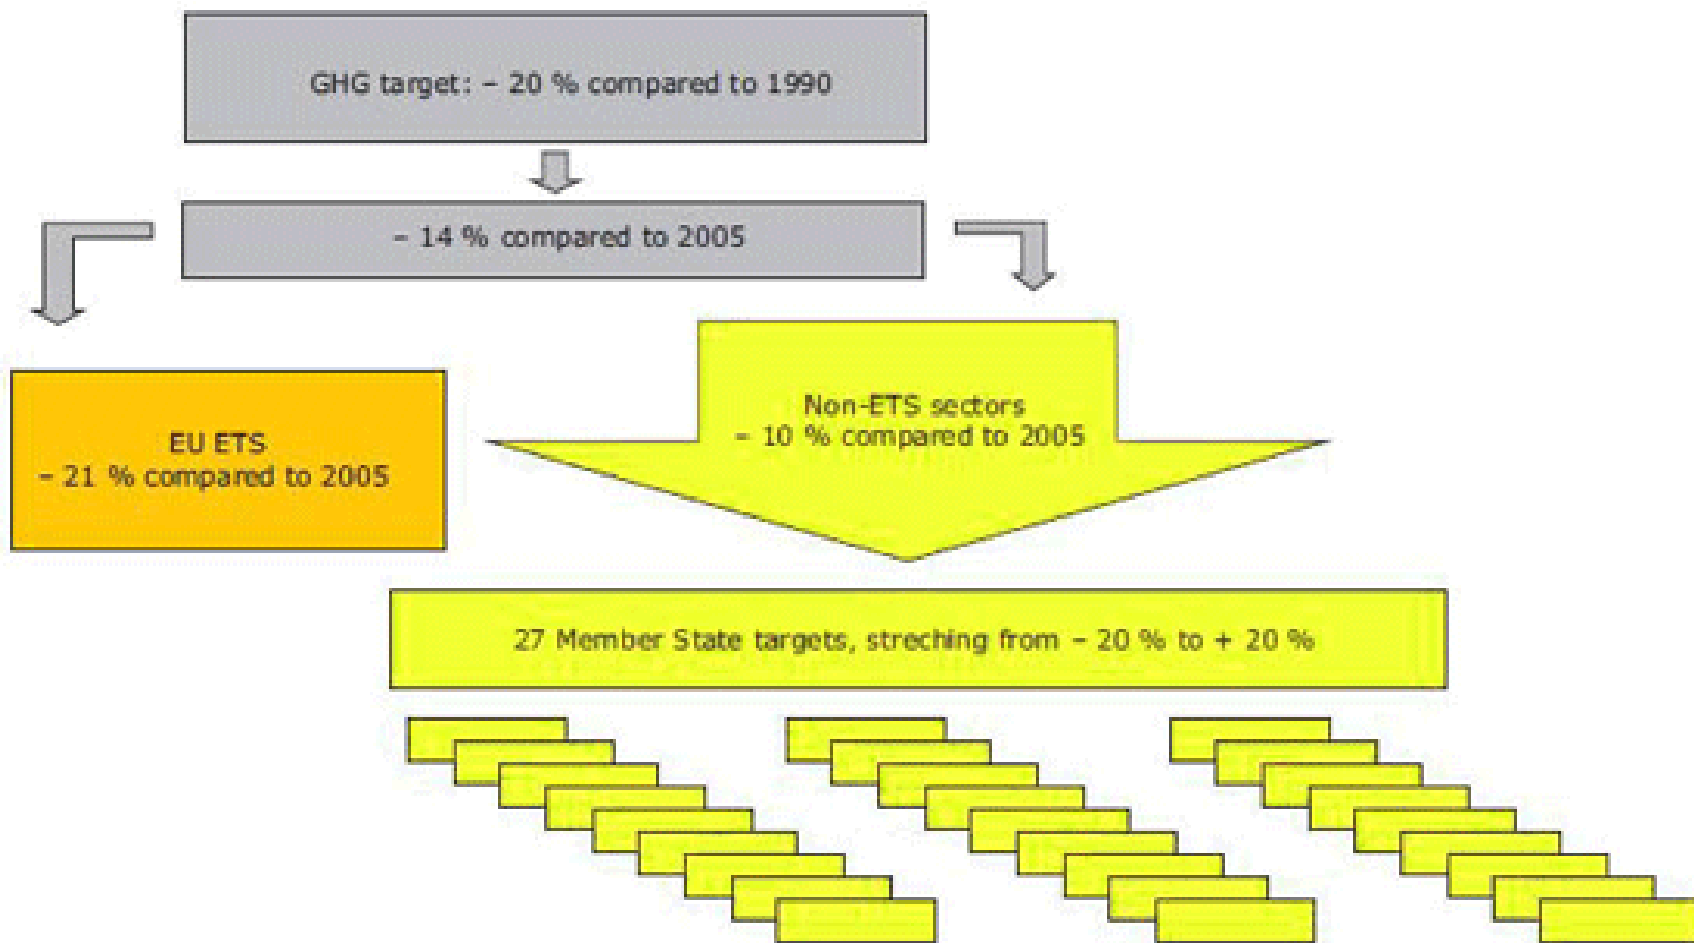 GHG target: – 20 % compared to 1990
– 14 % compared to 2005
EU ETS
– 21 % compared to 2005
Non-ETS sectors
– 10 % compared to 2005
27 Member State targets, streching from – 20 % to + 20 %